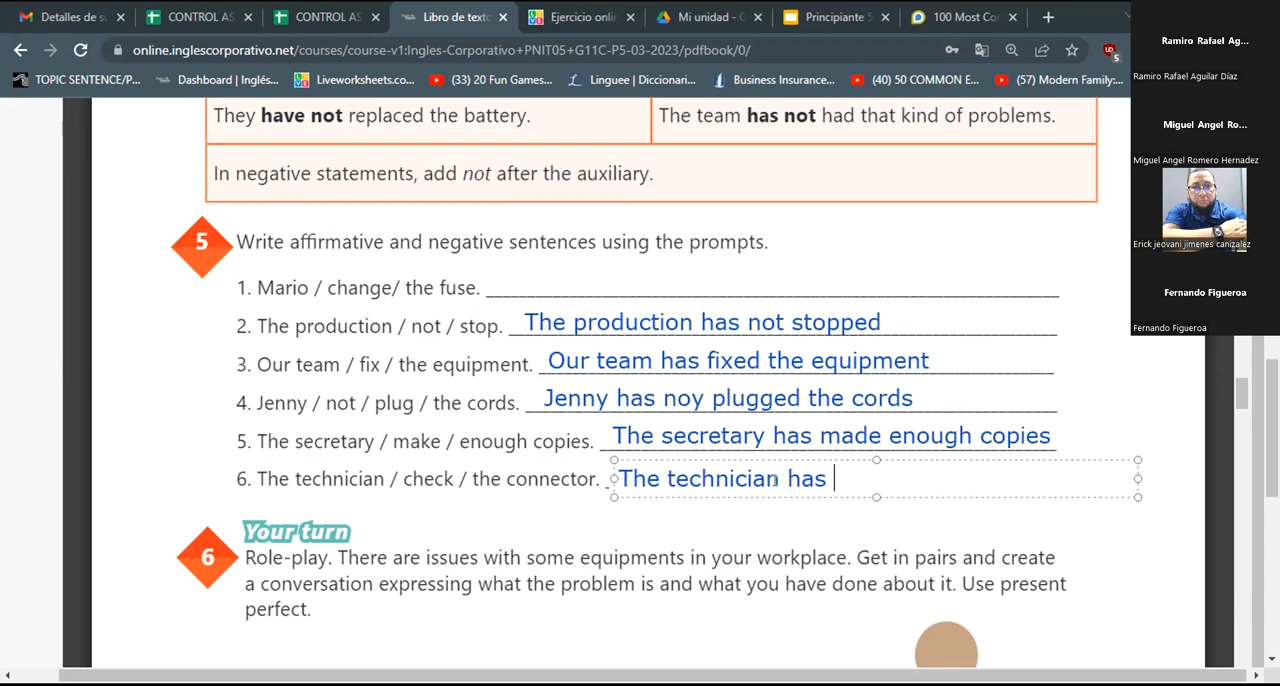 Detalles de su
CONTROL AS
CONTROL AS
Libro de texto
Ejercicio onlin
Mi unidad - G
Principiante 5
100 Most Co
online.inglescorporativo.net/courses/course-v1:Ingles-Corporativo+PNIT05+G11C-P5-03-2023/pdfbook/0/
5
TOPIC SENTENCE/P...
Dashboard | Inglés...
Liveworksheets.co...
(33) 20 Fun Games...
Linguee | Diccionari...
Business Insurance...
(40) 50 COMMON E...
(57) Modern Family:...
Ramiro Rafael Ag...
Ramiro Rafael Aguilar Díaz
Miguel Angel Ro...
Miguel Angel Romero Hernadez
Erick jeovani jimenes canizalez
Fernando Figueroa
Fernando Figueroa
They have not replaced the battery.
The team has not had that kind of problems.
In negative statements, add not after the auxiliary.
5 Write affirmative and negative sentences using the prompts.
1. Mario / change/ the fuse.
2. The production / not / stop. The production has not stopped
3. Our team / fix / the equipment. Our team has fixed the equipment
4. Jenny / not / plug / the cords. Jenny has noy plugged the cords
5. The secretary / make / enough copies. The secretary has made enough copies
6. The technician / check / the connector. The technician has
Your turn
6 Role-play. There are issues with some equipments in your workplace. Get in pairs and create
a conversation expressing what the problem is and what you have done about it. Use present
perfect.